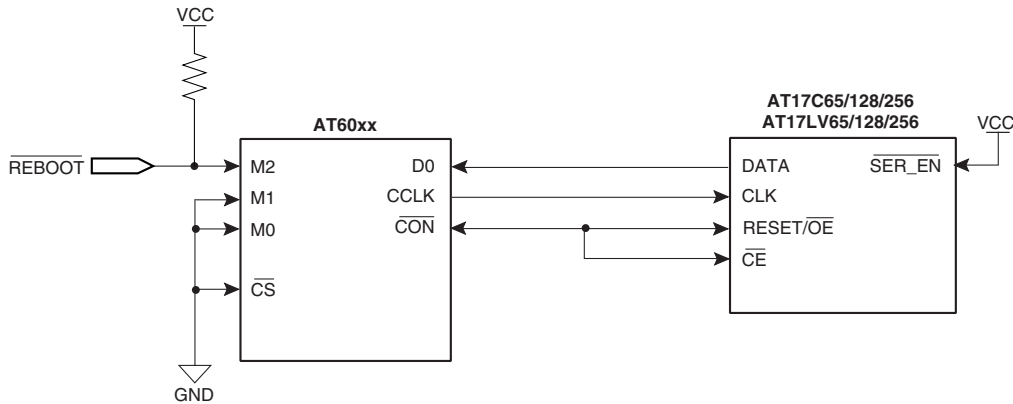 VCC
AT60xx
AT17C65/128/256
AT17LV65/128/256
VCC
REBOOT
M2
D0
DATA
SER_EN
M1
CCLK
CLK
M0
CON
RESET/OE
CE
CS
GND